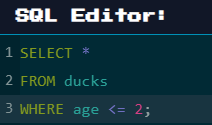 SQL Editor:
1 SELECT *
2 FROM ducks
3 WHERE age <= 2;